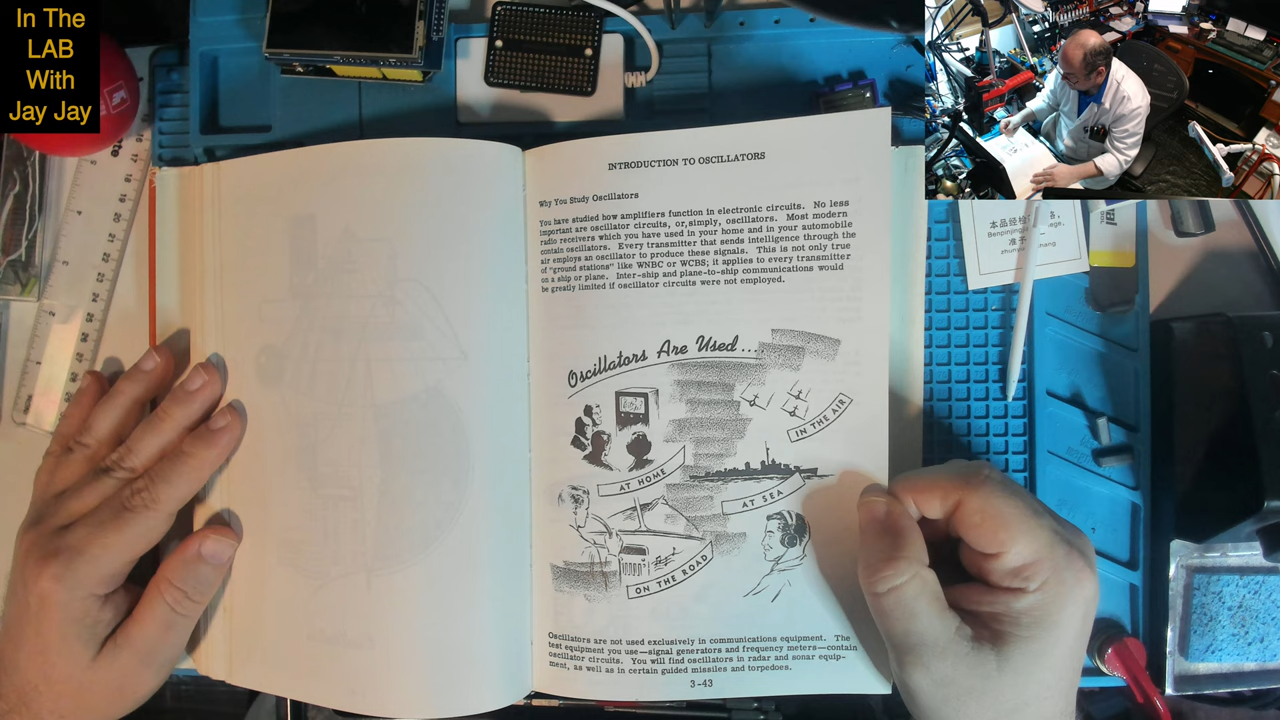 In The
LAB
With
Jay Jay
INTRODUCTION TO OSCILLATORS
Why You Study Oscillators
You have studied how amplifiers function in electronic circuits. No less
important are oscillator circuits, or, simply, oscillators. Most modern
radio receivers which you have used in your home and in your automobile
contain oscillators. Every transmitter that sends intelligence through the
air employs an oscillator to produce these signals. This is not only true
of "ground stations" like WNBC or WCBS; it applies to every transmitter
on a ship or plane. Inter-ship and plane-to-ship communications would
be greatly limited if oscillator circuits were not employed.
Oscillators Are Used...
IN THE AIR
AT HOME
AT SEA
ON THE ROAD
Oscillators are not used exclusively in communications equipment. The
test equipment you use—signal generators and frequency meters—contain
oscillator circuits. You will find oscillators in radar and sonar equip-
ment, as well as in certain guided missiles and torpedoes.
3-43
本品经检
准予